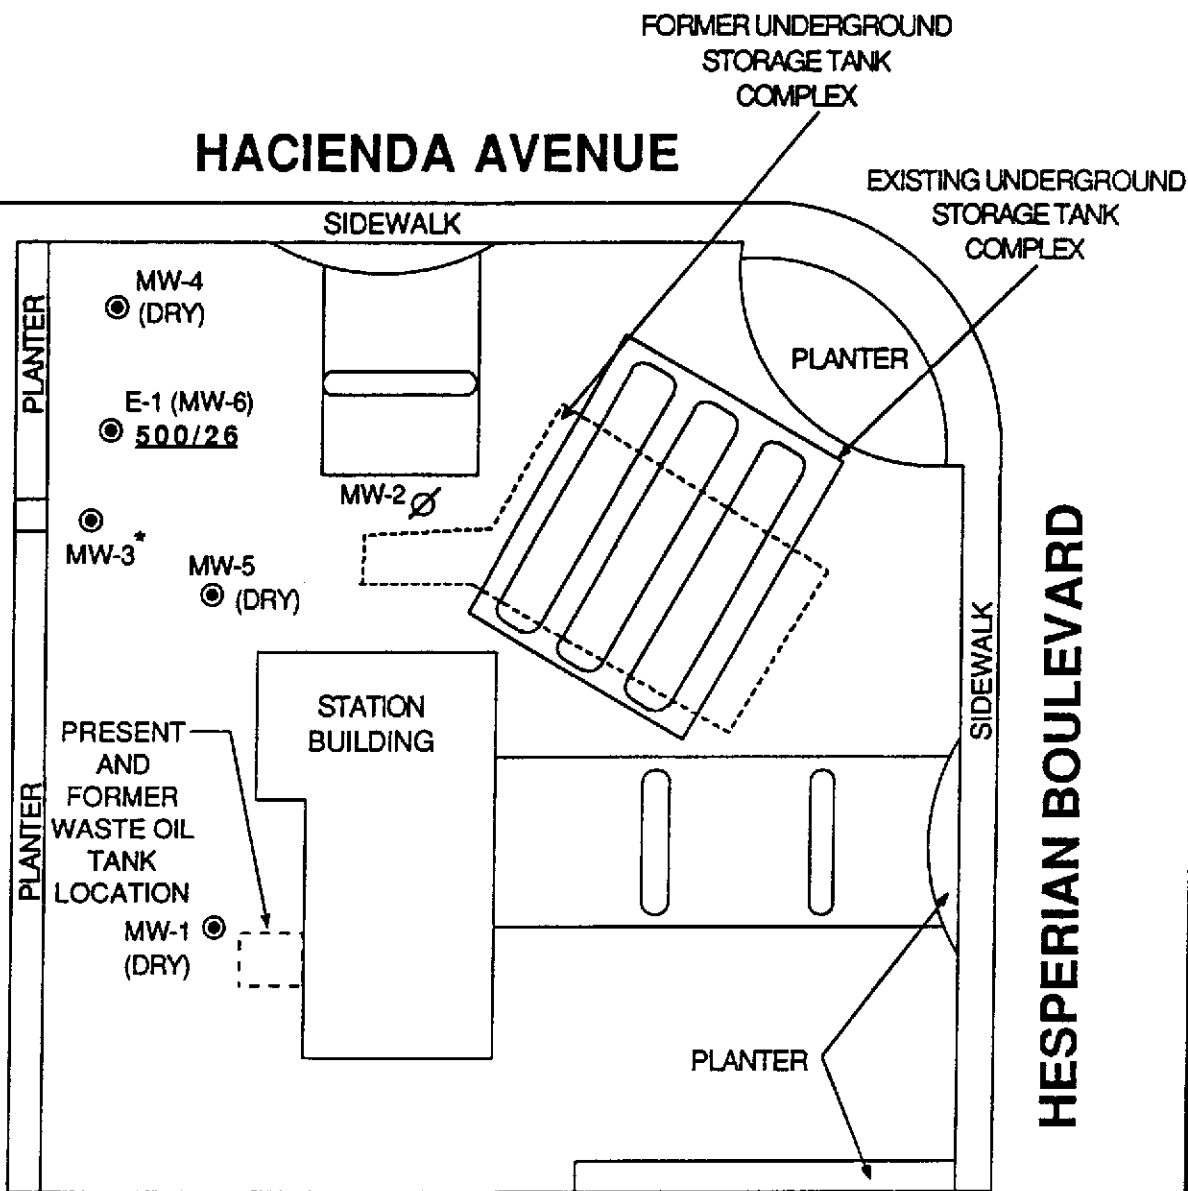 FORMER UNDERGROUND
STORAGE TANK
COMPLEX
HACIENDA AVENUE
EXISTING UNDERGROUND
STORAGE TANK
COMPLEX
SIDEWALK
MW-4
(DRY)
PLANTER
PLANTER
E-1 (MW-6)
500/26
MW-2
MW-3*
MW-5
(DRY)
HESPERIAN BOULEVARD
SIDEWALK
STATION
BUILDING
PRESENT
AND
FORMER
WASTE OIL
TANK
LOCATION
PLANTER
MW-1
(DRY)
PLANTER